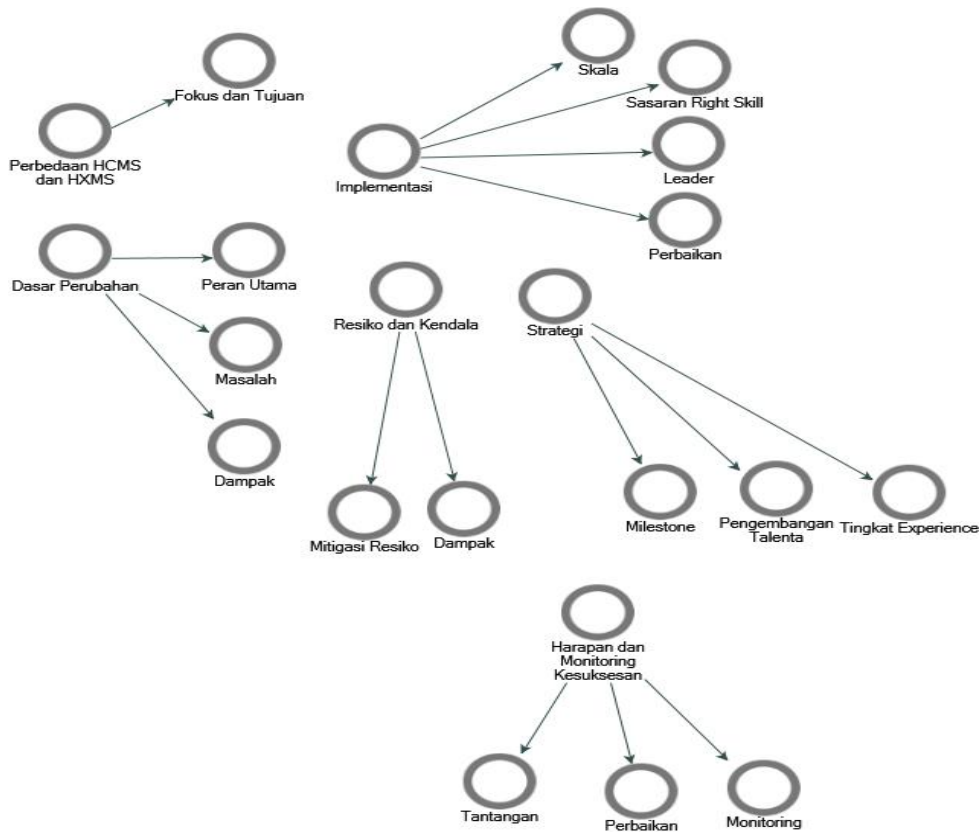 Fokus dan Tujuan
Perbedaan HCMS
dan HXMS
Skala
Sasaran Right Skill
Implementasi
Leader
Perbaikan
Dasar Perubahan
Peran Utama
Masalah
Dampak
Resiko dan Kendala
Mitigasi Resiko
Dampak
Strategi
Milestone
Pengembangan
Talenta
Tingkat Experience
Harapan dan
Monitoring
Kesuksesan
Tantangan
Perbaikan
Monitoring